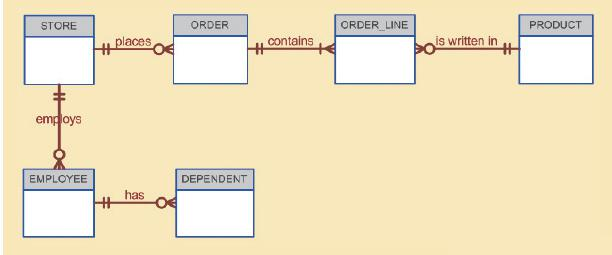 STORE
places
ORDER
contains
ORDER_LINE
is written in
PRODUCT
employs
EMPLOYEE
has
DEPENDENT